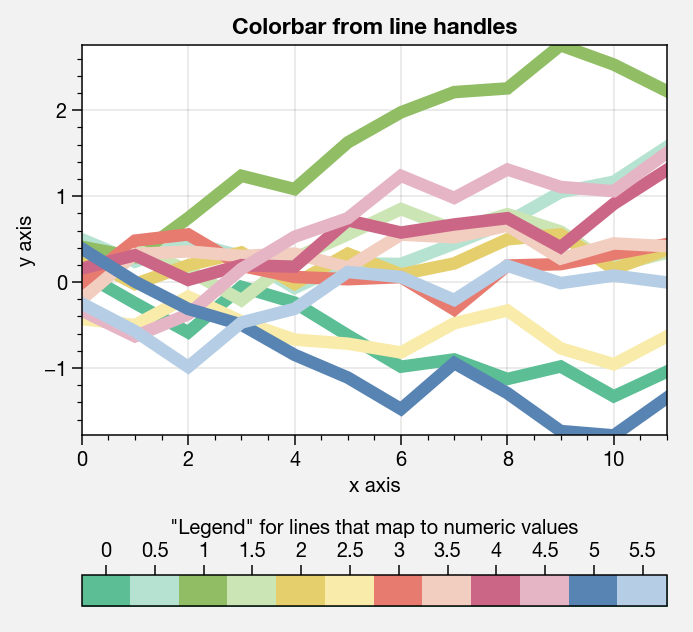 Colorbar from line handles
y axis
2
1
0
−1
0 2 4 6 8 10
x axis
"Legend" for lines that map to numeric values
0 0.5 1 1.5 2 2.5 3 3.5 4 4.5 5 5.5